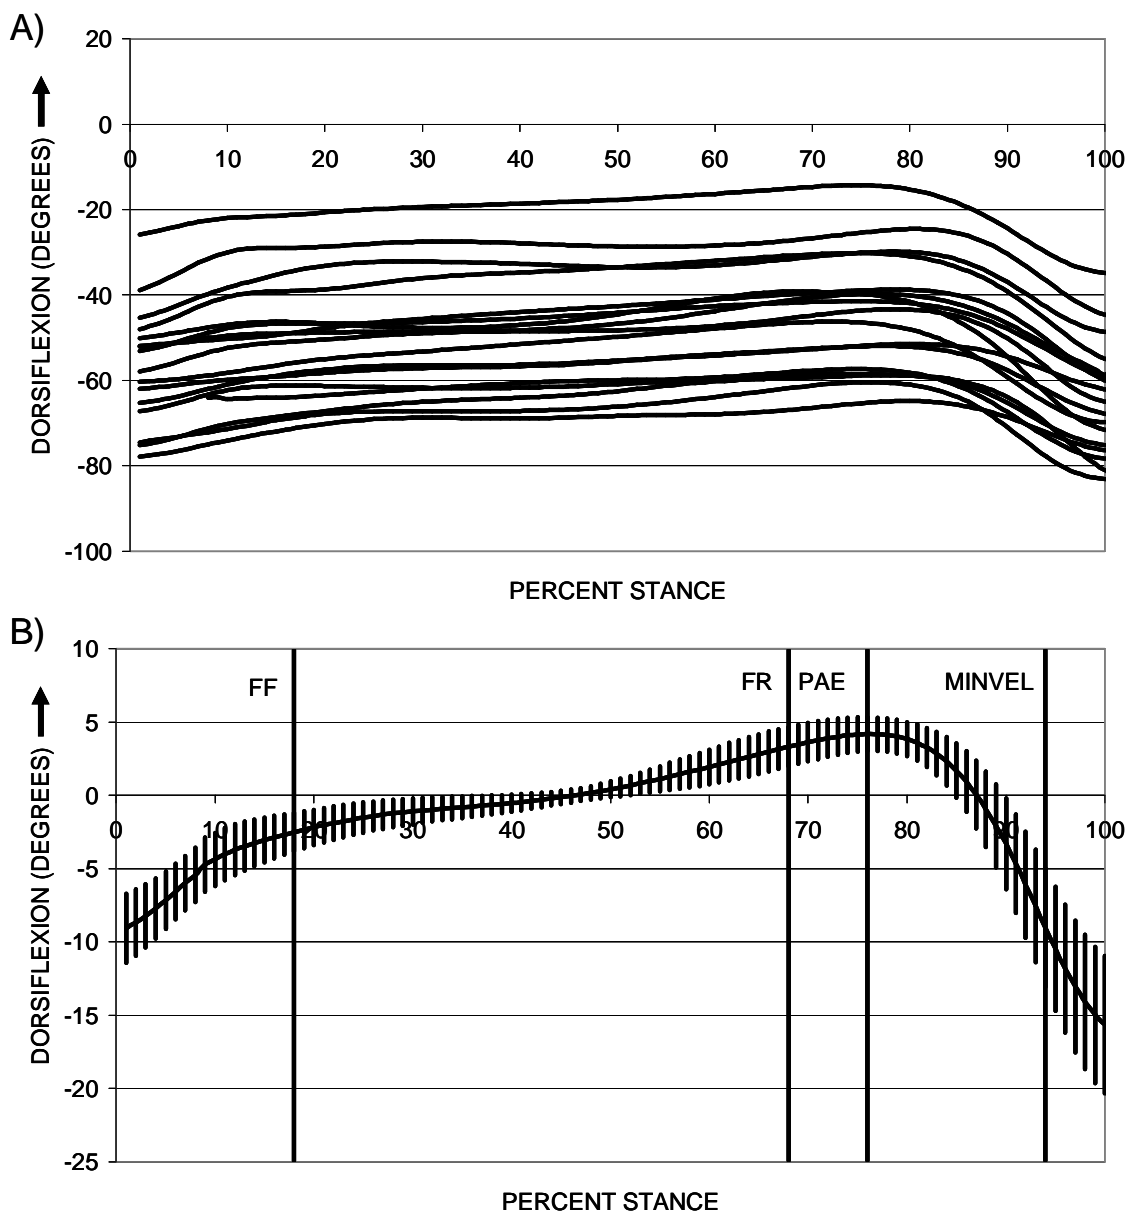 A)
20
0
0 10 20 30 40 50 60 70 80 90 100
-20
-40
-60
-80
-100
DORSIFLEXION (DEGREES)
PERCENT STANCE
B)
10
FF FR PAE MINVEL
5
0
0 10 20 30 40 50 60 70 80 90 100
-5
-10
-15
-20
-25
DORSIFLEXION (DEGREES)
PERCENT STANCE